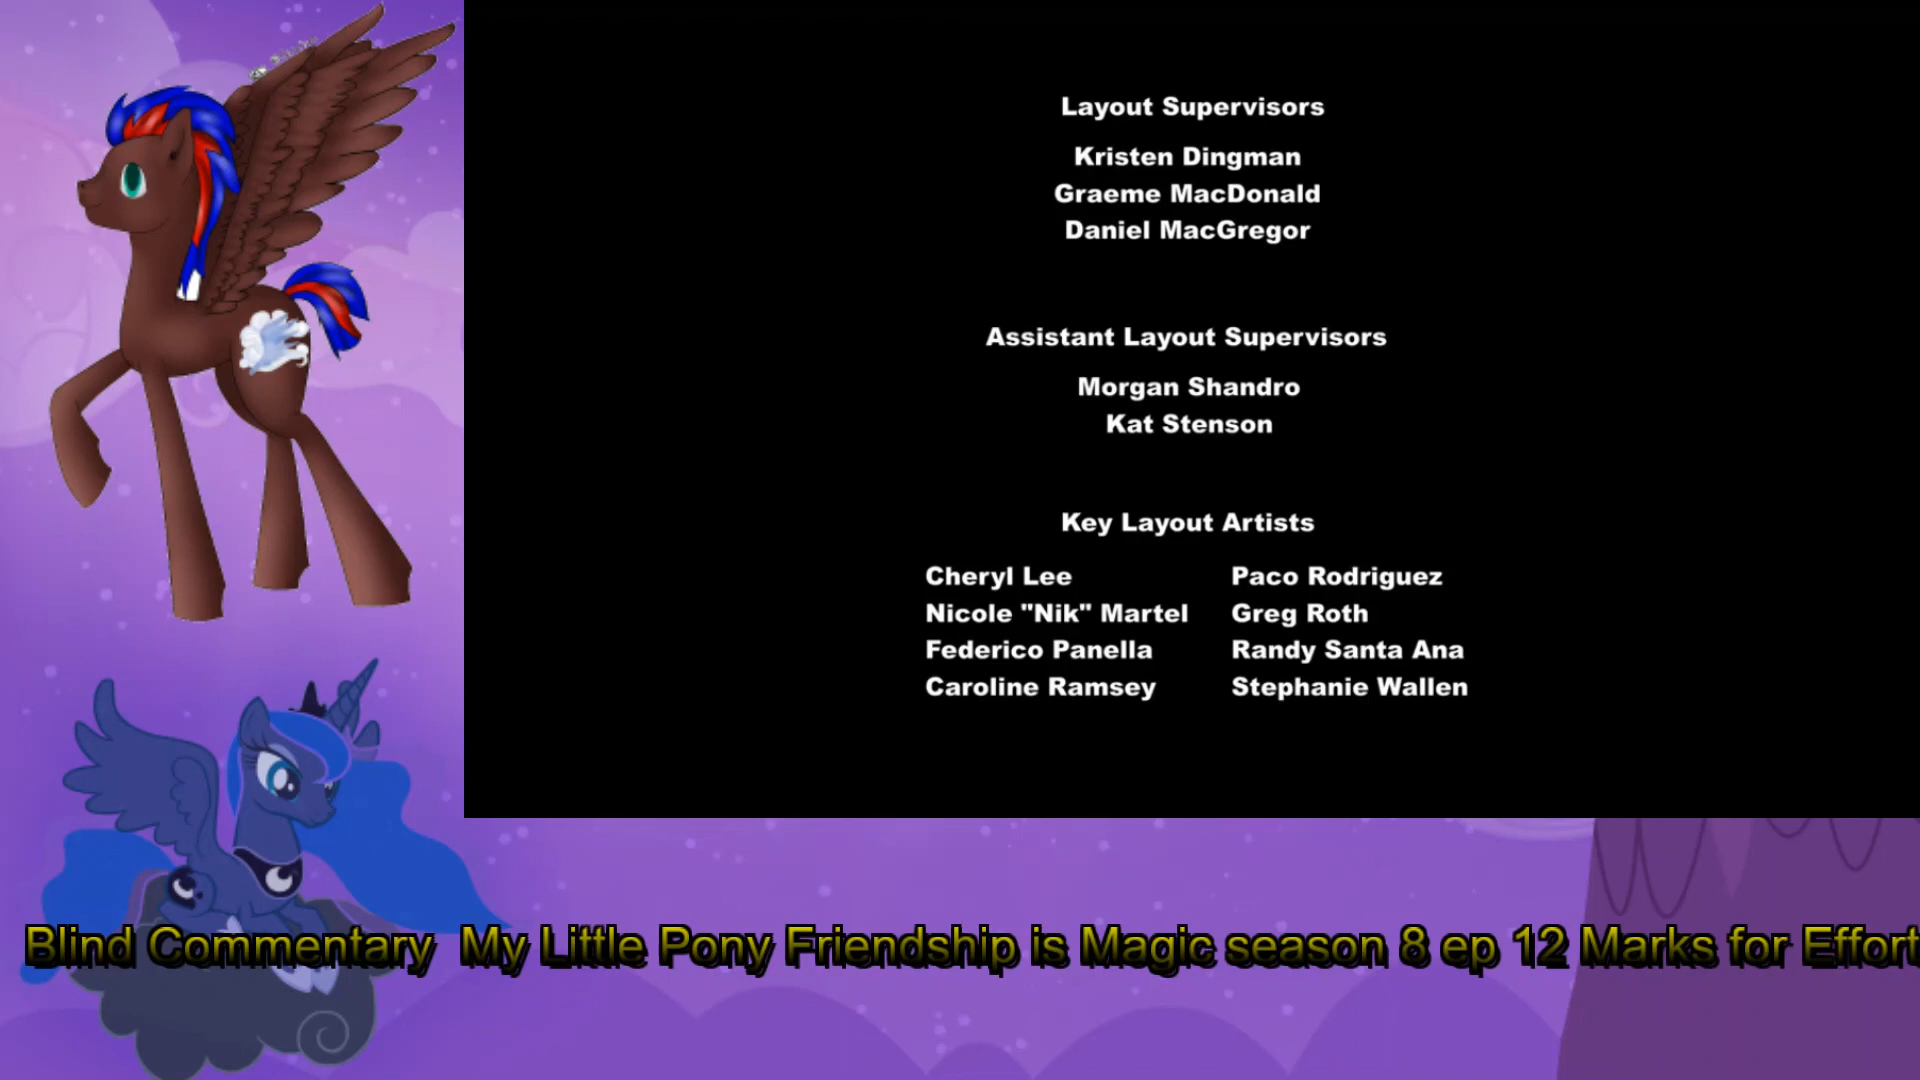 Layout Supervisors
Kristen Dingman
Graeme MacDonald
Daniel MacGregor
Assistant Layout Supervisors
Morgan Shandro
Kat Stenson
Key Layout Artists
Cheryl Lee
Nicole "Nik" Martel
Federico Panella
Caroline Ramsey
Paco Rodriguez
Greg Roth
Randy Santa Ana
Stephanie Wallen
Blind Commentary My Little Pony Friendship is Magic season 8 ep 12 Marks for Effort